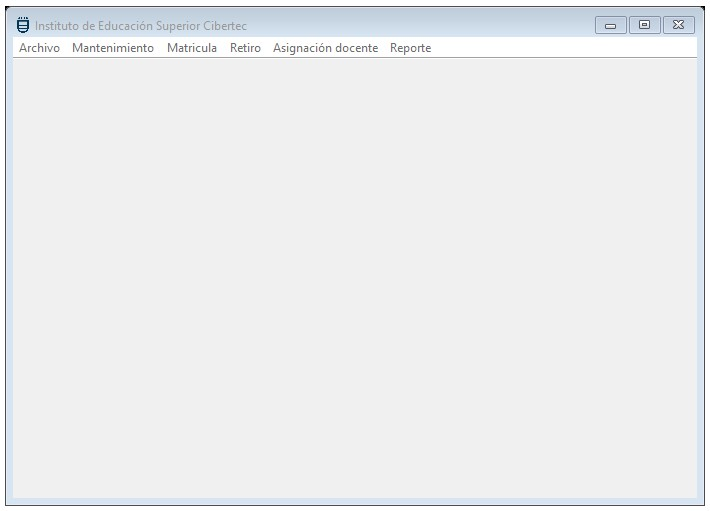 Instituto de Educación Superior Cibertec
Archivo Mantenimiento Matricula Retiro Asignación docente Reporte